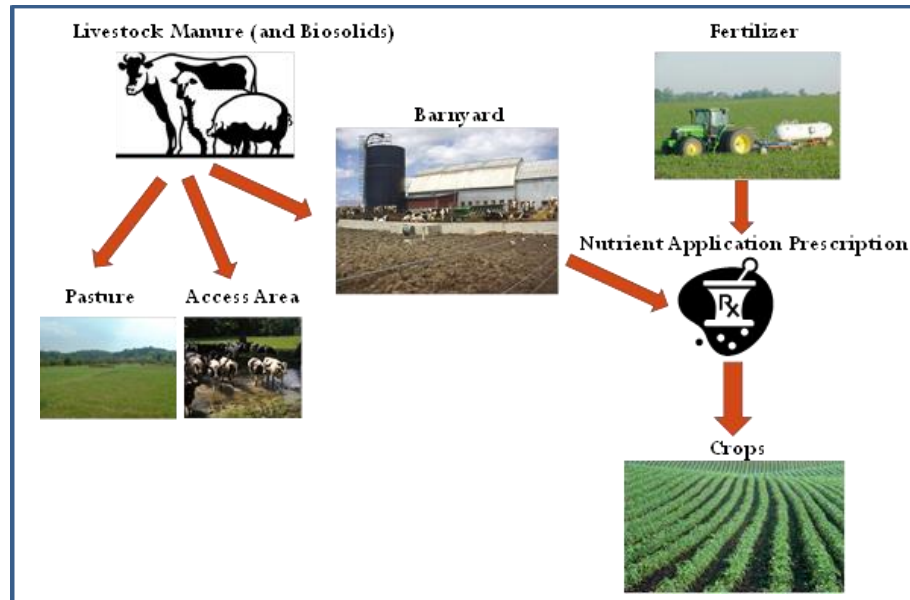 Livestock Manure (and Biosolids)
Fertilizer
Barnyard
Nutrient Application Prescription
Rx
Pasture
Access Area
Crops